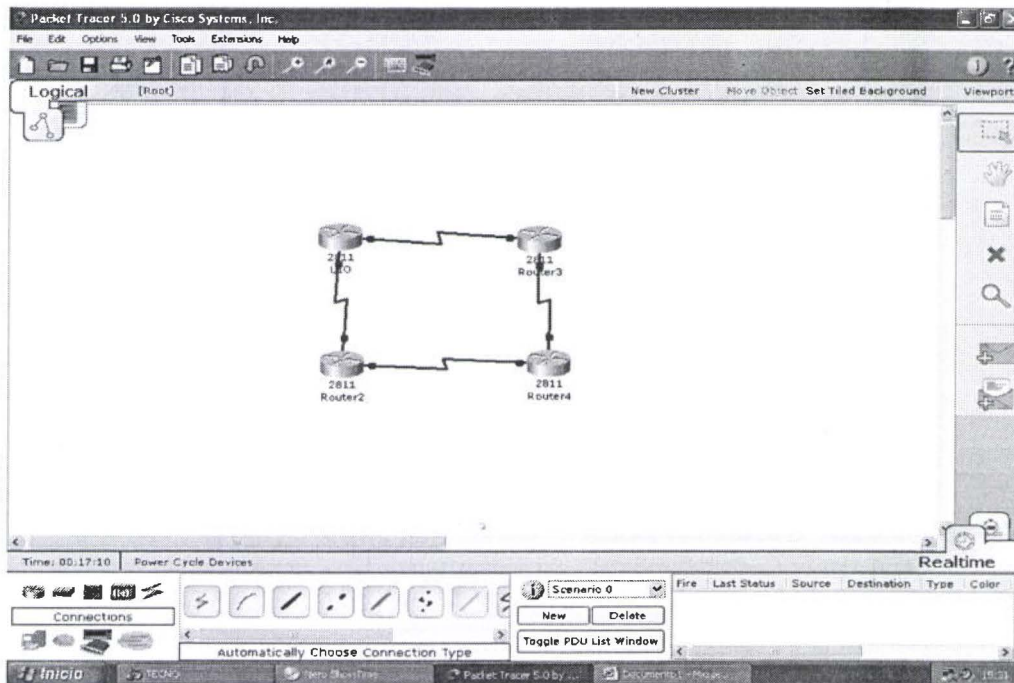 Packet Tracer 5.0 by Cisco Systems, Inc.
File Edit Options View Tools Extensions Help
Logical [Root] New Cluster Move Object Set Tiled Background Viewport
2811
2811
Router3
2811
Router2
2811
Router4
Time: 00:17:10 Power Cycle Devices
Realtime
Connections
Automatically Choose Connection Type
Scenario 0
New Delete
Toggle PDU List Window
Fire Last Status Source Destination Type Color
Inicio TECNO Packet Tracer 5.0 by ...